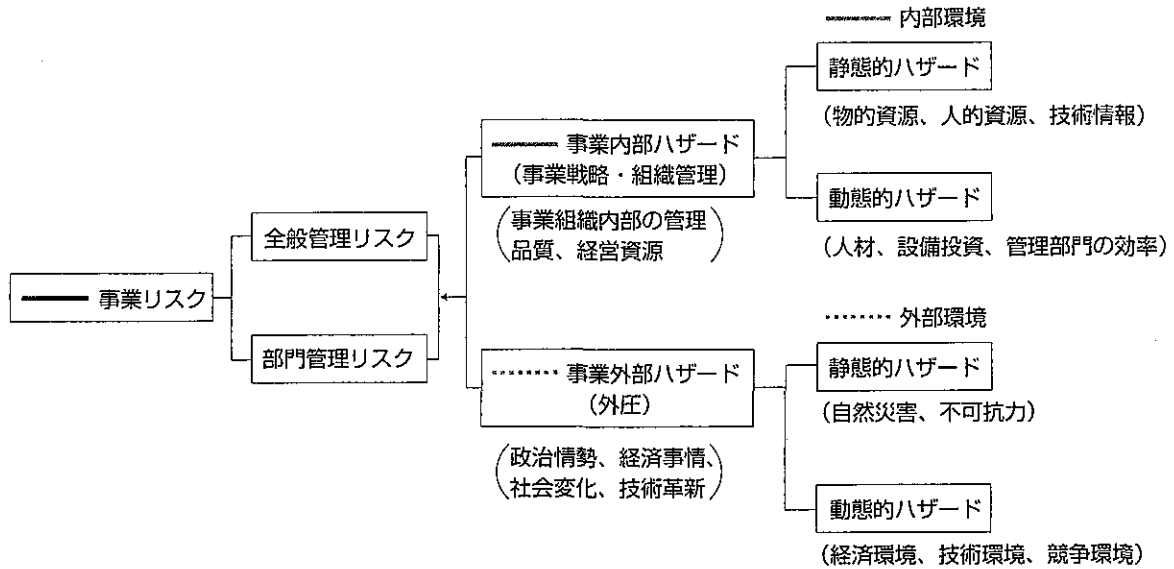 内部環境
静態的ハザード
(物的資源、人的資源、技術情報)
事業内部ハザード
(事業戦略・組織管理)
動態的ハザード
(人材、設備投資、管理部門の効率)
(事業組織内部の管理
品質、経営資源)
全般管理リスク
事業リスク
部門管理リスク
外部環境
静態的ハザード
(自然災害、不可抗力)
事業外部ハザード
(外圧)
(政治情勢、経済事情、
社会変化、技術革新)
動態的ハザード
(経済環境、技術環境、競争環境)